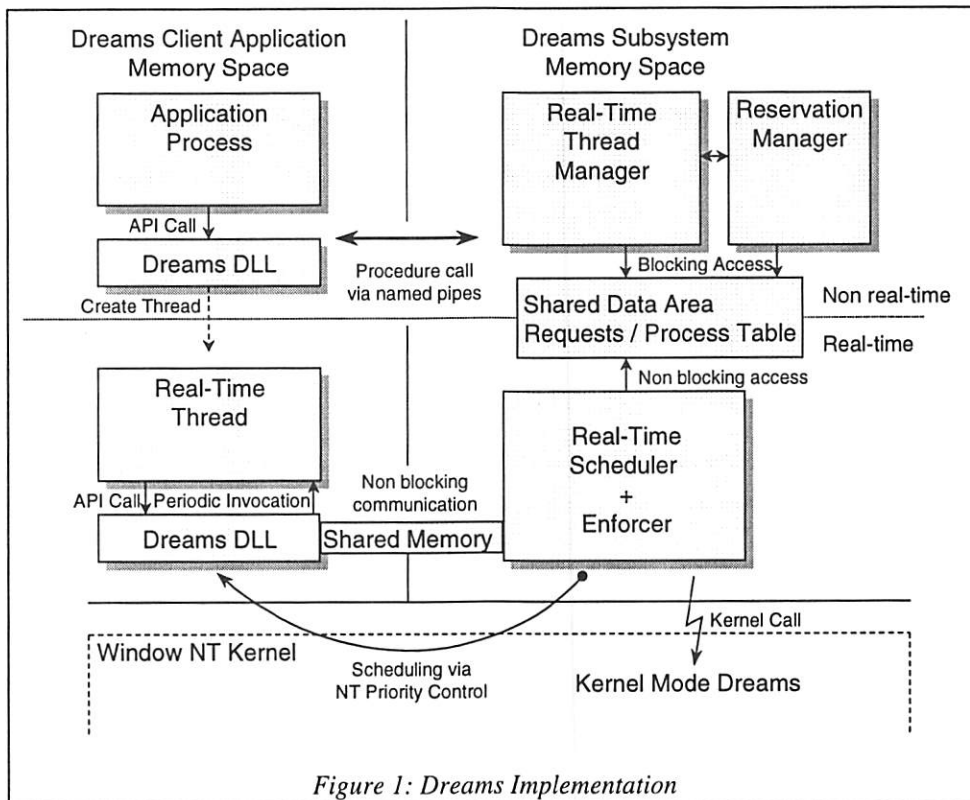 Dreams Client Application
Memory Space
Dreams Subsystem
Memory Space
Application
Process
Real-Time
Thread
Manager
Reservation
Manager
API Call
Dreams DLL
Procedure call
via named pipes
Blocking Access
Create Thread
Shared Data Area
Requests / Process Table
Non real-time
Real-time
Non blocking access
Real-Time
Thread
Real-Time
Scheduler
+
Enforcer
API Call
Periodic Invocation
Non blocking
communication
Dreams DLL
Shared Memory
Kernel Call
Window NT Kernel
Scheduling via
NT Priority Control
Kernel Mode Dreams
Figure 1: Dreams Implementation